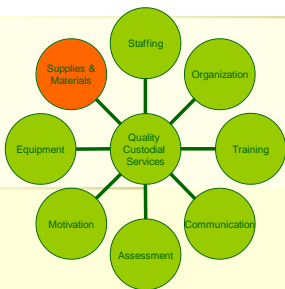 Staffing
Supplies &
Materials
Organization
Equipment
Quality
Custodial
Services
Training
Motivation
Communication
Assessment